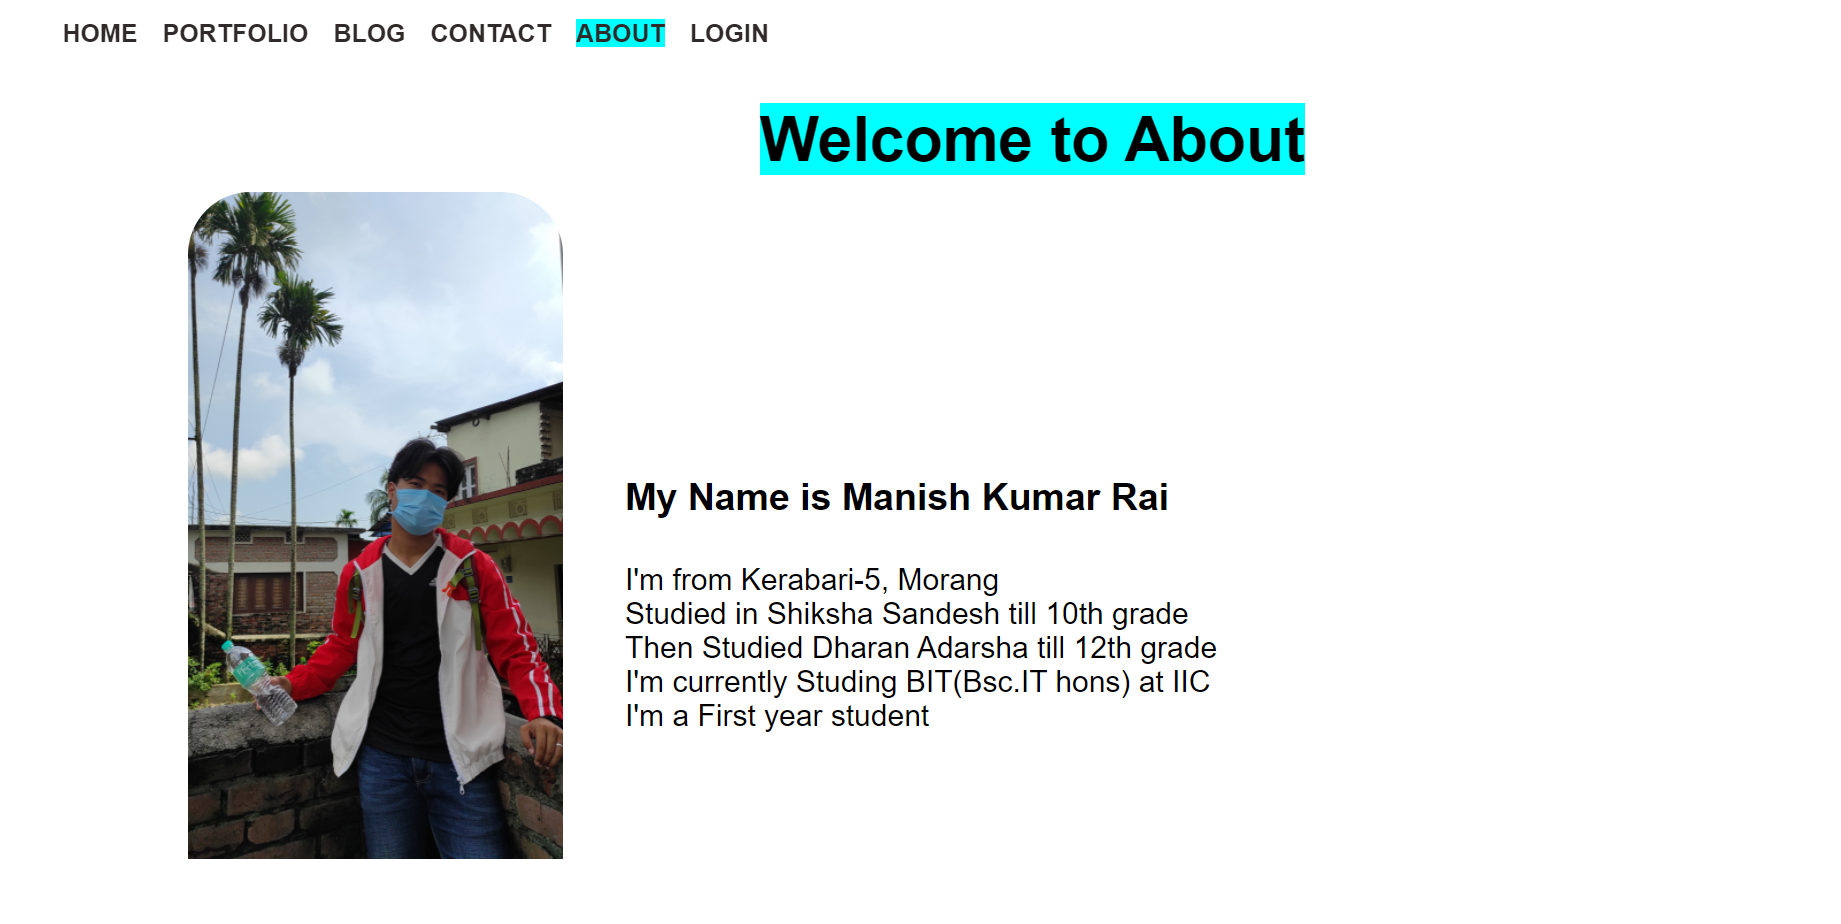 HOME PORTFOLIO BLOG CONTACT ABOUT LOGIN
Welcome to About
My Name is Manish Kumar Rai
I'm from Kerabari-5, Morang
Studied in Shiksha Sandesh till 10th grade
Then Studied Dharan Adarsha till 12th grade
I'm currently Studing BIT(Bsc.IT hons) at IIC
I'm a First year student